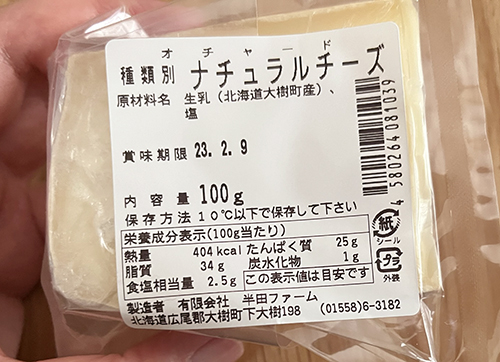 オチャード
種類別 ナチュラルチーズ
原材料名 生乳（北海道大樹町産）、
塩
賞味期限 23.2.9
内容量 100g
保存方法 10℃以下で保存して下さい
栄養成分表示(100g当たり)
熱量 404kcal たんぱく質 25g
脂質 34g 炭水化物 1g
食塩相当量 2.5g この表示値は目安です
製造者 有限会社 半田ファーム
北海道広尾郡大樹町下大樹198 (01558)6-3182
4 580264 081039
紙
シール
プラ
外袋